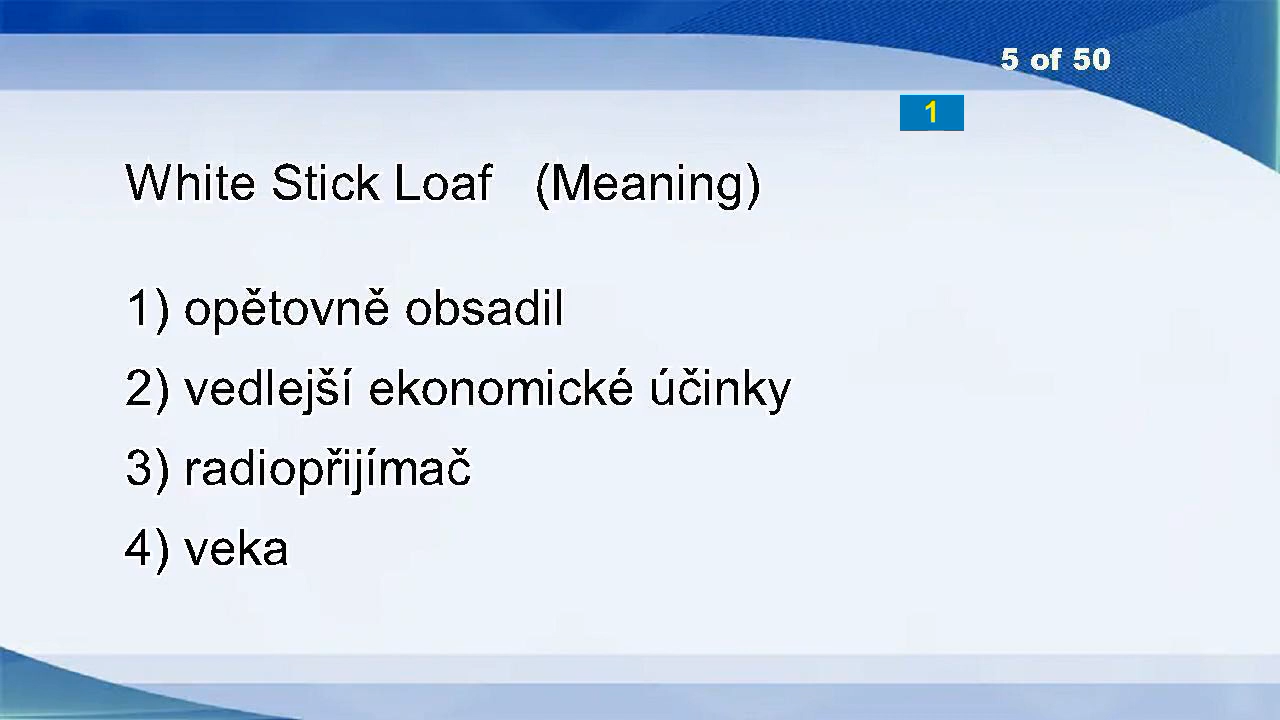 5 of 50
1
White Stick Loaf (Meaning)
1) opětovně obsadil
2) vedlejší ekonomické účinky
3) radiopřijímač
4) veka